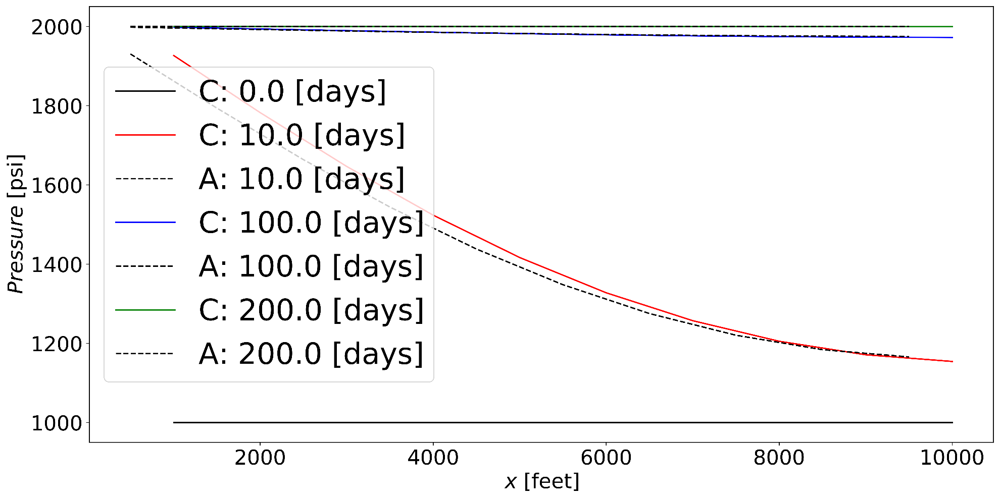 2000
1800
1600
1400
1200
1000
Pressure [psi]
C: 0.0 [days]
C: 10.0 [days]
A: 10.0 [days]
C: 100.0 [days]
A: 100.0 [days]
C: 200.0 [days]
A: 200.0 [days]
2000 4000 6000 8000 10000
x [feet]